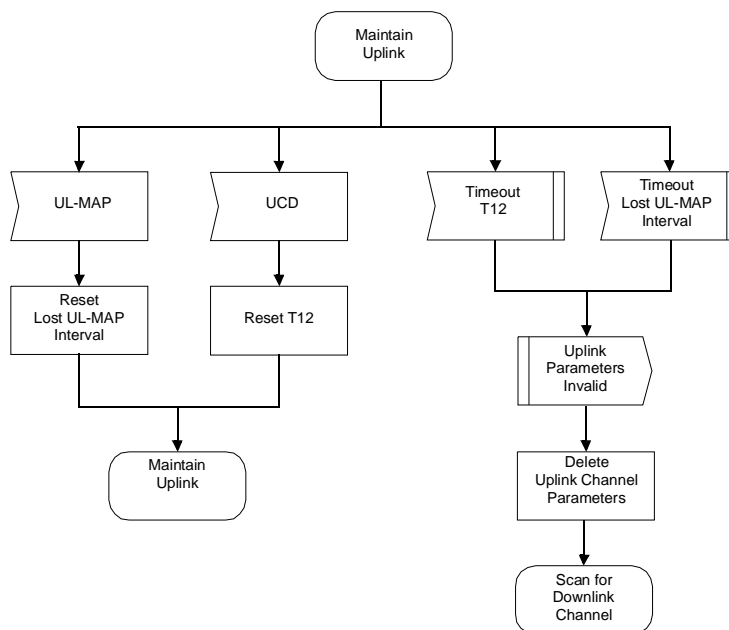 Maintain
Uplink
UL-MAP
UCD
Timeout
T12
Timeout
Lost UL-MAP
Interval
Reset
Lost UL-MAP
Interval
Reset T12
Uplink
Parameters
Invalid
Maintain
Uplink
Delete
Uplink Channel
Parameters
Scan for
Downlink
Channel